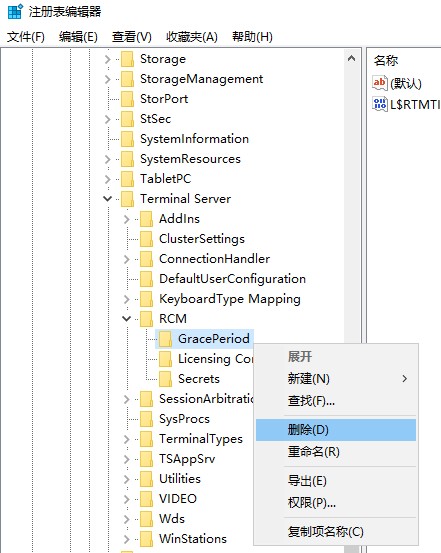 注册表编辑器
文件(F) 编辑(E) 查看(V) 收藏夹(A) 帮助(H)
Storage
StorageManagement
StorPort
StSec
SystemInformation
SystemResources
TabletPC
Terminal Server
AddIns
ClusterSettings
ConnectionHandler
DefaultUserConfiguration
KeyboardType Mapping
RCM
GracePeriod
Licensing Co
Secrets
SessionArbitratio
SysProcs
TerminalTypes
TSAppSrv
Utilities
VIDEO
Wds
WinStations
名称
(默认)
L$RTMTI
展开
新建(N)
查找(F)...
删除(D)
重命名(R)
导出(E)
权限(P)...
复制项名称(C)